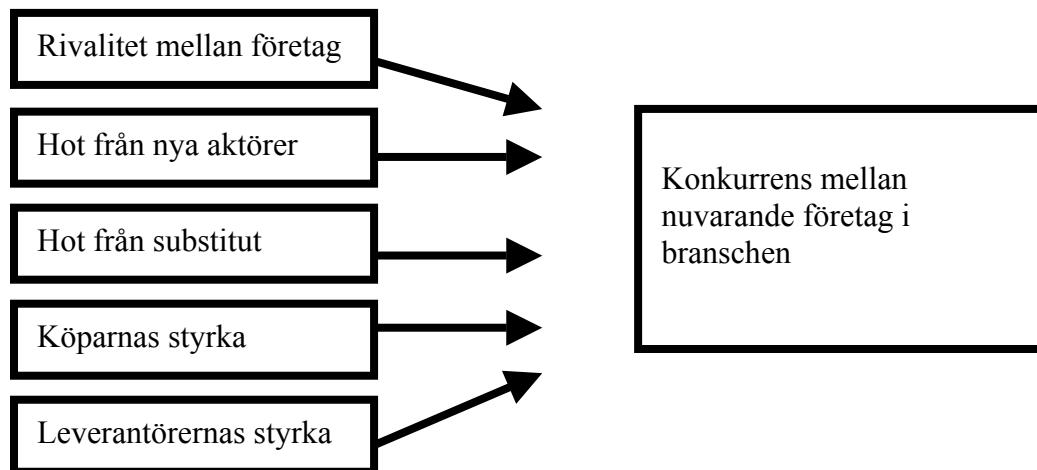 Rivalitet mellan företag
Hot från nya aktörer
Hot från substitut
Köparnas styrka
Leverantörernas styrka
Konkurrens mellan
nuvarande företag i
branschen